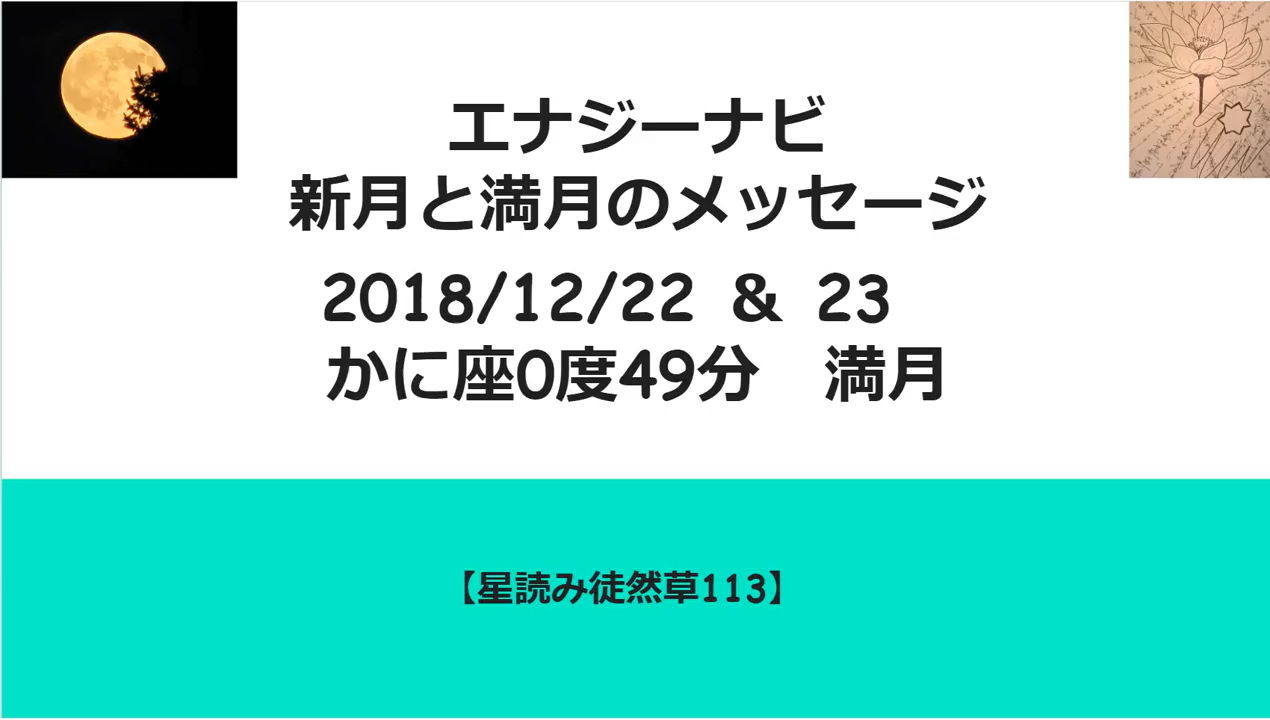 エナジーナビ
新月と満月のメッセージ
2018/12/22 & 23
かに座0度49分　満月
【星読み徒然草113】